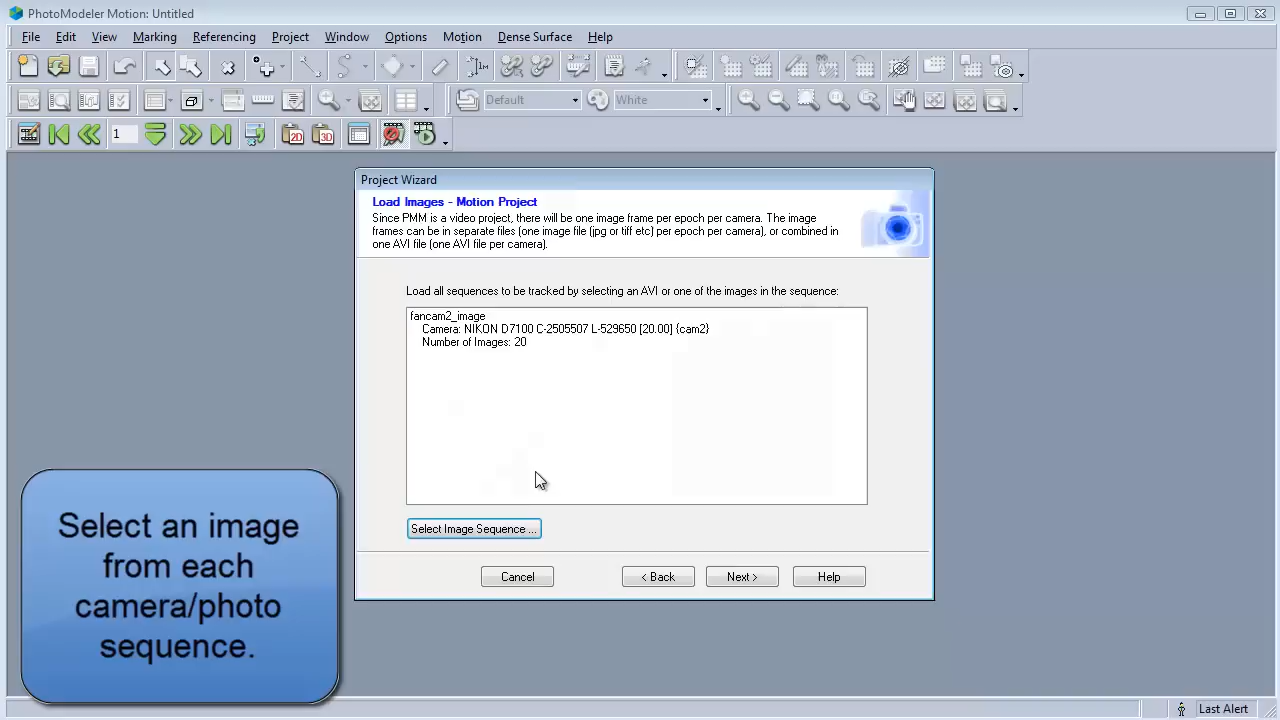 PhotoModeler Motion: Untitled
File Edit View Marking Referencing Project Window Options Motion Dense Surface Help
Default White
1 2D 3D
Project Wizard
Load Images - Motion Project
Since PMM is a video project, there will be one image frame per epoch per camera. The image
frames can be in separate files (one image file (jpg or tiff etc) per epoch per camera), or combined in
one AVI file (one AVI file per camera).
Load all sequences to be tracked by selecting an AVI or one of the images in the sequence:
fancam2_image
Camera: NIKON D7100 C-2505507 L-529650 [20.00] {cam2}
Number of Images: 20
Select Image Sequence ...
Cancel < Back Next > Help
Select an image
from each
camera/photo
sequence.
Last Alert